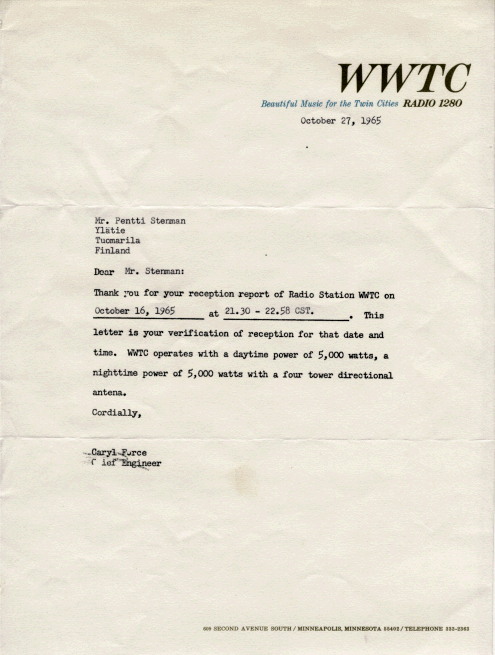 WWTC
Beautiful Music for the Twin Cities RADIO 1280
October 27, 1965
Mr. Pentti Stenman
Ylätie
Tuomarila
Finland
Dear Mr. Stenman:
Thank you for your reception report of Radio Station WWTC on
October 16, 1965 at 21.30 - 22.58 CST. . This
letter is your verification of reception for that date and
time. WWTC operates with a daytime power of 5,000 watts, a
nighttime power of 5,000 watts with a four tower directional
antena.
Cordially,
Caryl Force
C ief Engineer
SECOND AVENUE SOUTH / MINNEAPOLIS, MINNESOTA 55402 / TELEPHONE